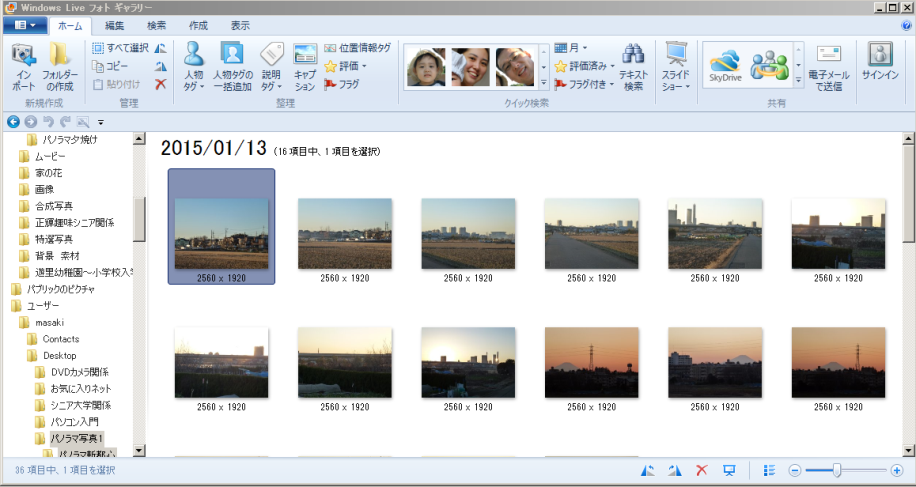 Windows Live フォト ギャラリー
ホーム 編集 検索 作成 表示
イン
ポート
フォルダー
の作成
新規作成
すべて選択
コピー
貼り付け
管理
人物
タグ
人物タグの
一括追加
説明
タグ
キャプ
ション
位置情報タグ
評価
フラグ
整理
月
評価済み
フラグ付き
テキスト
検索
クイック検索
スライド
ショー
SkyDrive
電子メール
で送信
共有
サインイン
パノラマ夕焼け
ムービー
家の花
画像
合成写真
正輝趣味シニア関係
特選写真
背景 素材
遊里幼稚園～小学校入学
パブリックのピクチャ
ユーザー
masaki
Contacts
Desktop
DVDカメラ関係
お気に入りネット
シニア大学関係
パソコン入門
パノラマ写真1
パノラマ新都心
2015/01/13 (16 項目中、1 項目を選択)
2560 x 1920 2560 x 1920 2560 x 1920 2560 x 1920 2560 x 1920 2560 x 1920
2560 x 1920 2560 x 1920 2560 x 1920 2560 x 1920 2560 x 1920 2560 x 1920
36 項目中、1 項目を選択